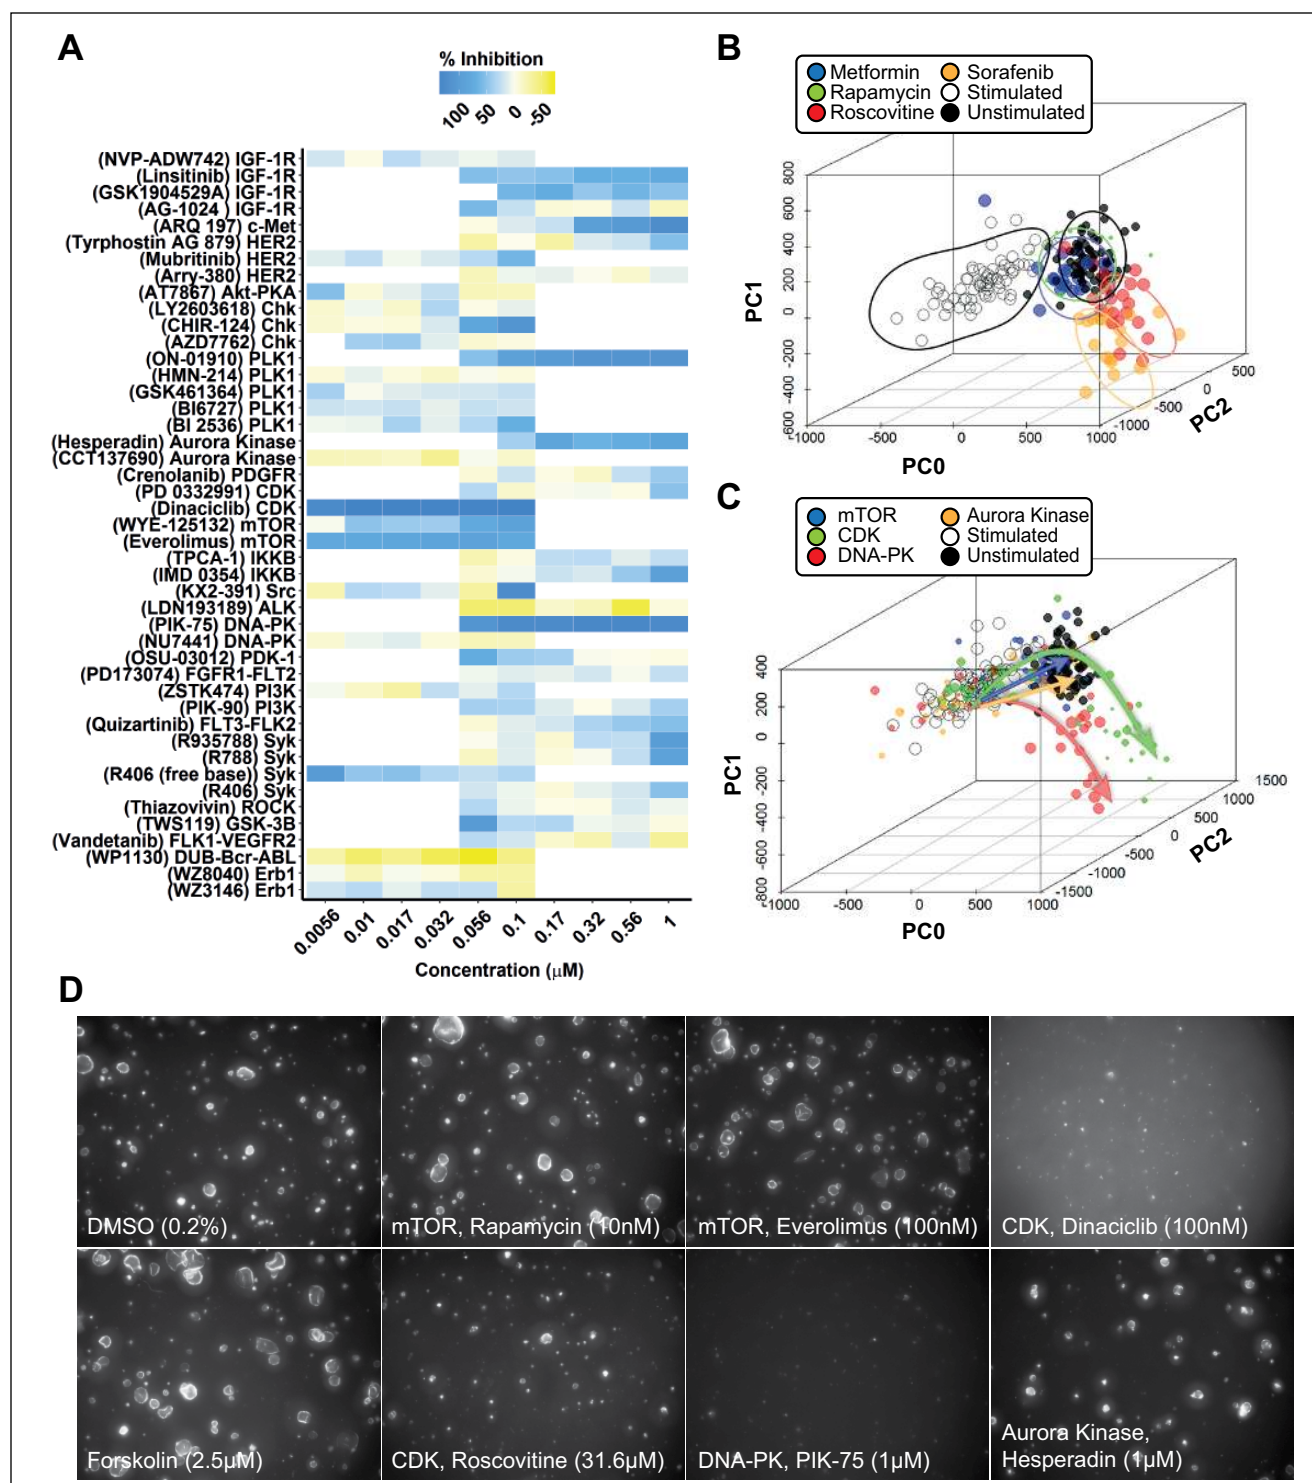 A
% Inhibition
100 50 0 -50
(NVP-ADW742) IGF-1R
(Linsitinib) IGF-1R
(GSK1904529A) IGF-1R
(AG-1024 ) IGF-1R
(ARQ 197) c-Met
(Tyrphostin AG 879) HER2
(Mubritinib) HER2
(Arry-380) HER2
(AT7867) Akt-PKA
(LY2603618) Chk
(CHIR-124) Chk
(AZD7762) Chk
(ON-01910) PLK1
(HMN-214) PLK1
(GSK461364) PLK1
(BI6727) PLK1
(BI 2536) PLK1
(Hesperadin) Aurora Kinase
(CCT137690) Aurora Kinase
(Crenolanib) PDGFR
(PD 0332991) CDK
(Dinaciclib) CDK
(WYE-125132) mTOR
(Everolimus) mTOR
(TPCA-1) IKKB
(IMD 0354) IKKB
(KX2-391) Src
(LDN193189) ALK
(PIK-75) DNA-PK
(NU7441) DNA-PK
(OSU-03012) PDK-1
(PD173074) FGFR1-FLT2
(ZSTK474) PI3K
(PIK-90) PI3K
(Quizartinib) FLT3-FLK2
(R935788) Syk
(R788) Syk
(R406 (free base)) Syk
(R406) Syk
(Thiazovivin) ROCK
(TWS119) GSK-3B
(Vandetanib) FLK1-VEGFR2
(WP1130) DUB-Bcr-ABL
(WZ8040) Erb1
(WZ3146) Erb1
0.0056 0.01 0.017 0.032 0.056 0.1 0.17 0.32 0.56 1
Concentration (μM)
B
Metformin Sorafenib
Rapamycin Stimulated
Roscovitine Unstimulated
800
600
400
200
0
-200
-400
-600
PC1
-1000 -500 0 500 1000
PC0
-1000 -500 0 500
PC2
C
mTOR Aurora Kinase
CDK Stimulated
DNA-PK Unstimulated
400
200
0
-200
-400
-600
-800
PC1
-1000 -500 0 500 1000
PC0
-1500 -1000 -500 0 500 1000 1500
PC2
D
DMSO (0.2%)
mTOR, Rapamycin (10nM)
mTOR, Everolimus (100nM)
CDK, Dinaciclib (100nM)
Forskolin (2.5μM)
CDK, Roscovitine (31.6μM)
DNA-PK, PIK-75 (1μM)
Aurora Kinase,
Hesperadin (1μM)